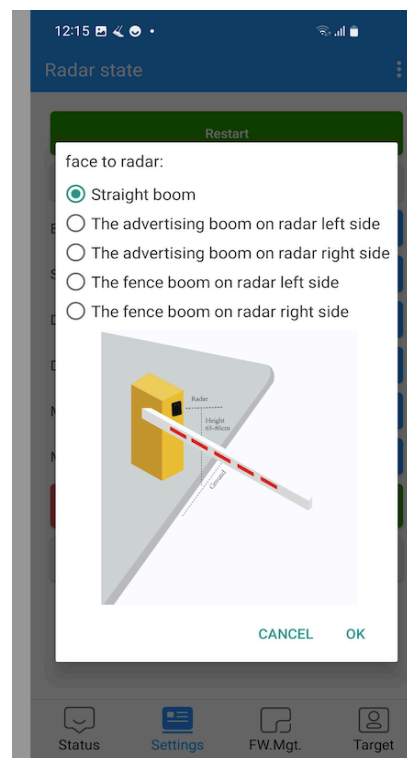 12:15
Radar state
Restart
face to radar:
Straight boom
The advertising boom on radar left side
The advertising boom on radar right side
The fence boom on radar left side
The fence boom on radar right side
Radar
Height
65-80cm
Ground
CANCEL OK
Status Settings FW.Mgt. Target